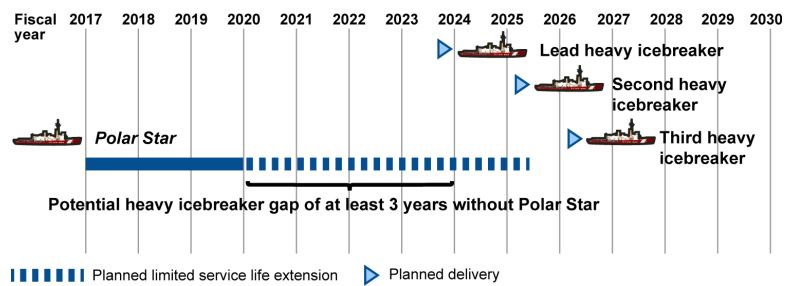 Fiscal year 2017 2018 2019 2020 2021 2022 2023 2024 2025 2026 2027 2028 2029 2030
Lead heavy icebreaker
Second heavy
icebreaker
Polar Star
Third heavy
icebreaker
Potential heavy icebreaker gap of at least 3 years without Polar Star
Planned limited service life extension
Planned delivery